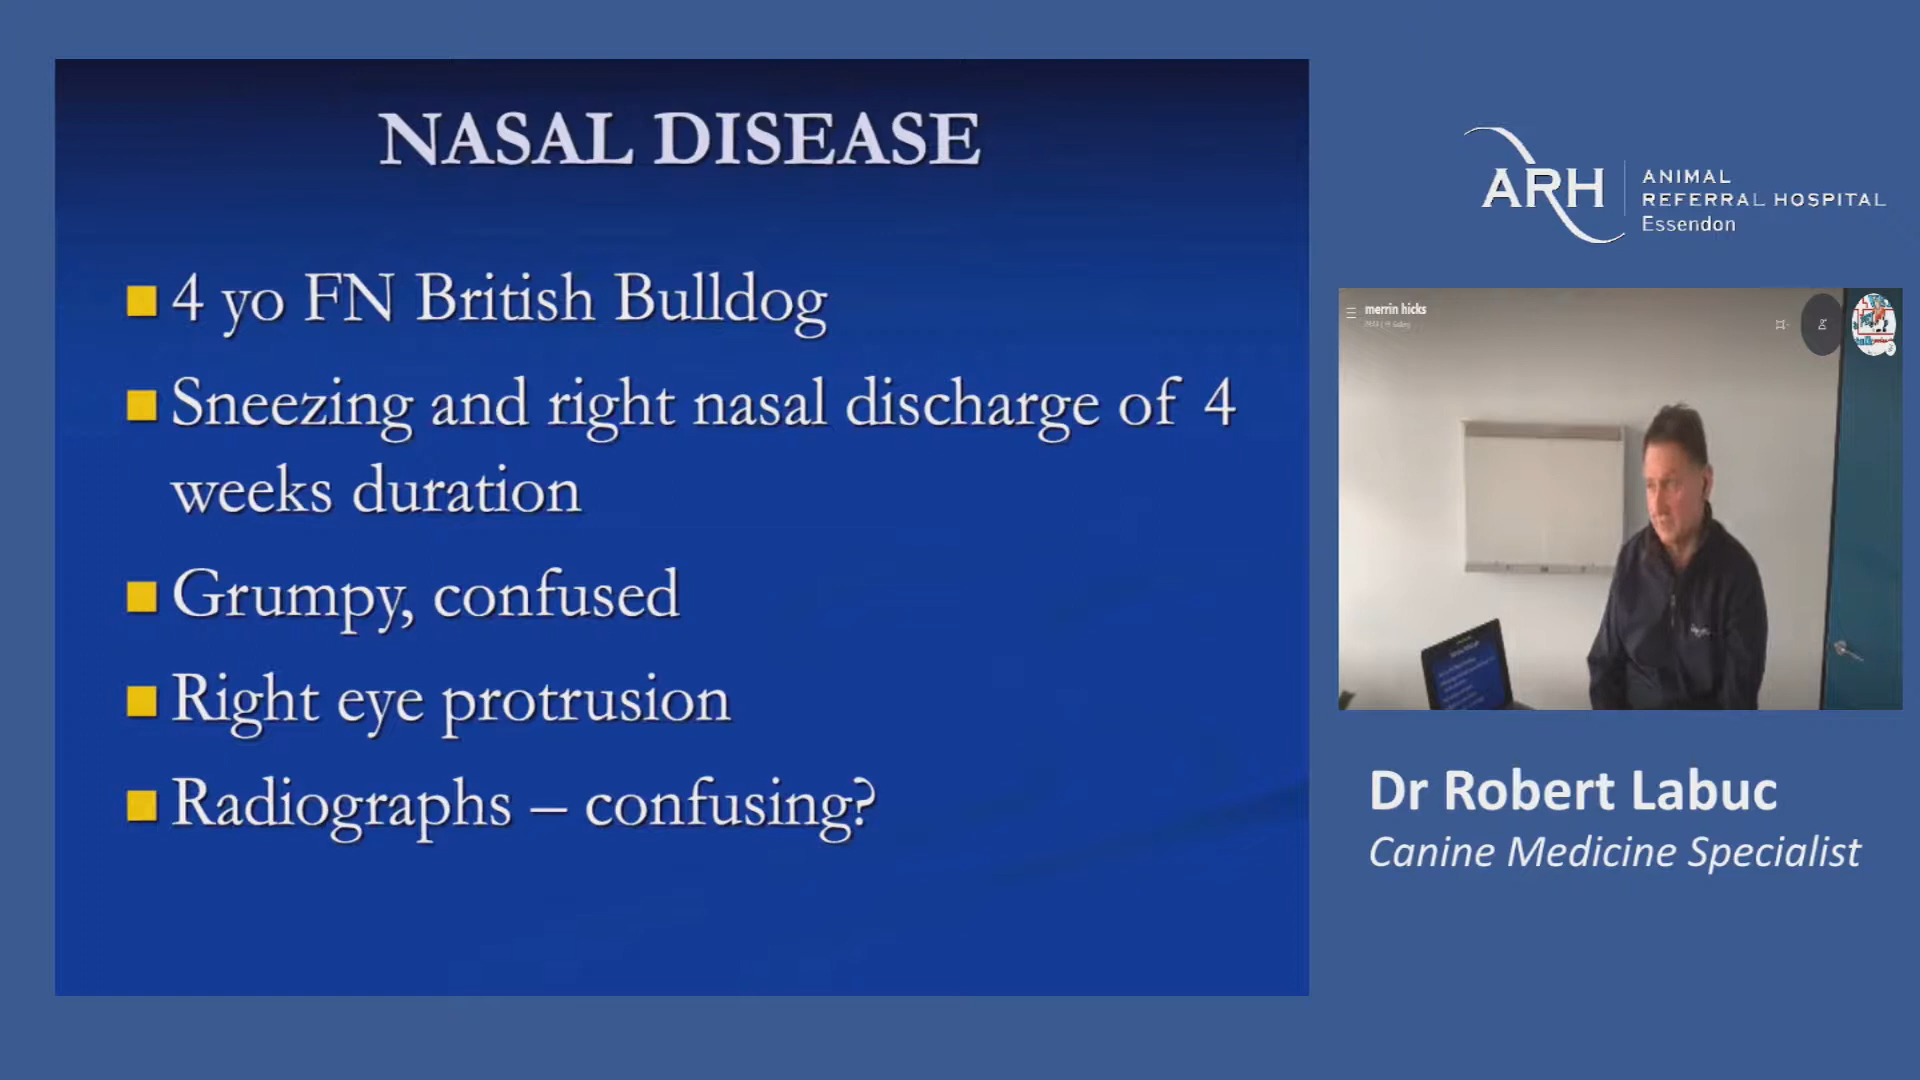 NASAL DISEASE
4 yo FN British Bulldog
Sneezing and right nasal discharge of 4
weeks duration
Grumpy, confused
Right eye protrusion
Radiographs – confusing?
ARH
ANIMAL
REFERRAL HOSPITAL
Essendon
merrin hicks
Dr Robert Labuc
Canine Medicine Specialist